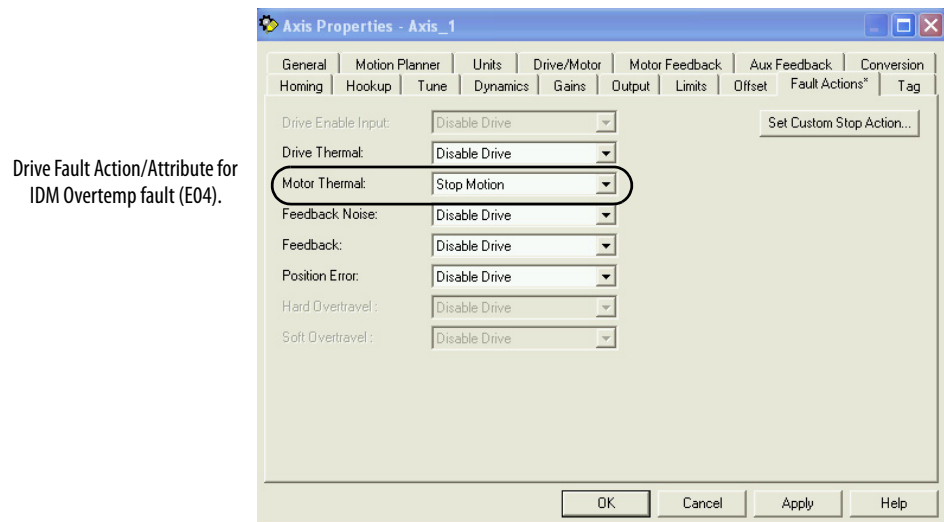 Axis Properties - Axis_1
General Motion Planner Units Drive/Motor Motor Feedback Aux Feedback Conversion
Homing Hookup Tune Dynamics Gains Output Limits Offset Fault Actions* Tag
Drive Enable Input: Disable Drive Set Custom Stop Action...
Drive Thermal: Disable Drive
Drive Fault Action/Attribute for
IDM Overtemp fault (E04).
Motor Thermal: Stop Motion
Feedback Noise: Disable Drive
Feedback: Disable Drive
Position Error: Disable Drive
Hard Overtravel : Disable Drive
Soft Overtravel : Disable Drive
OK Cancel Apply Help